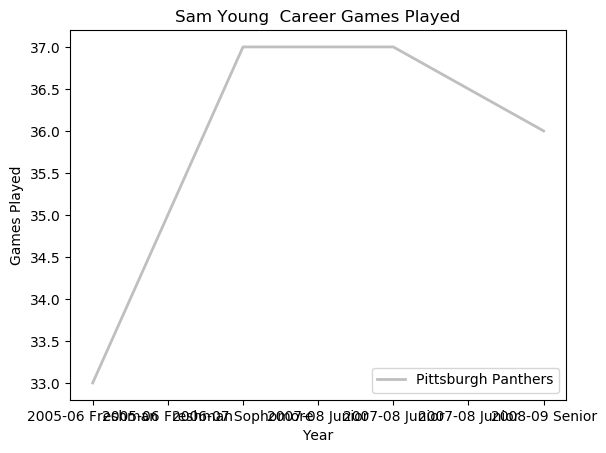 Sam Young  Career Games Played
Games Played
37.0
36.5
36.0
35.5
35.0
34.5
34.0
33.5
33.0
Pittsburgh Panthers
2005-06 Freshman
2005-06 Freshman
2006-07 Sophomore
2007-08 Junior
2007-08 Junior
2007-08 Junior
2008-09 Senior
Year